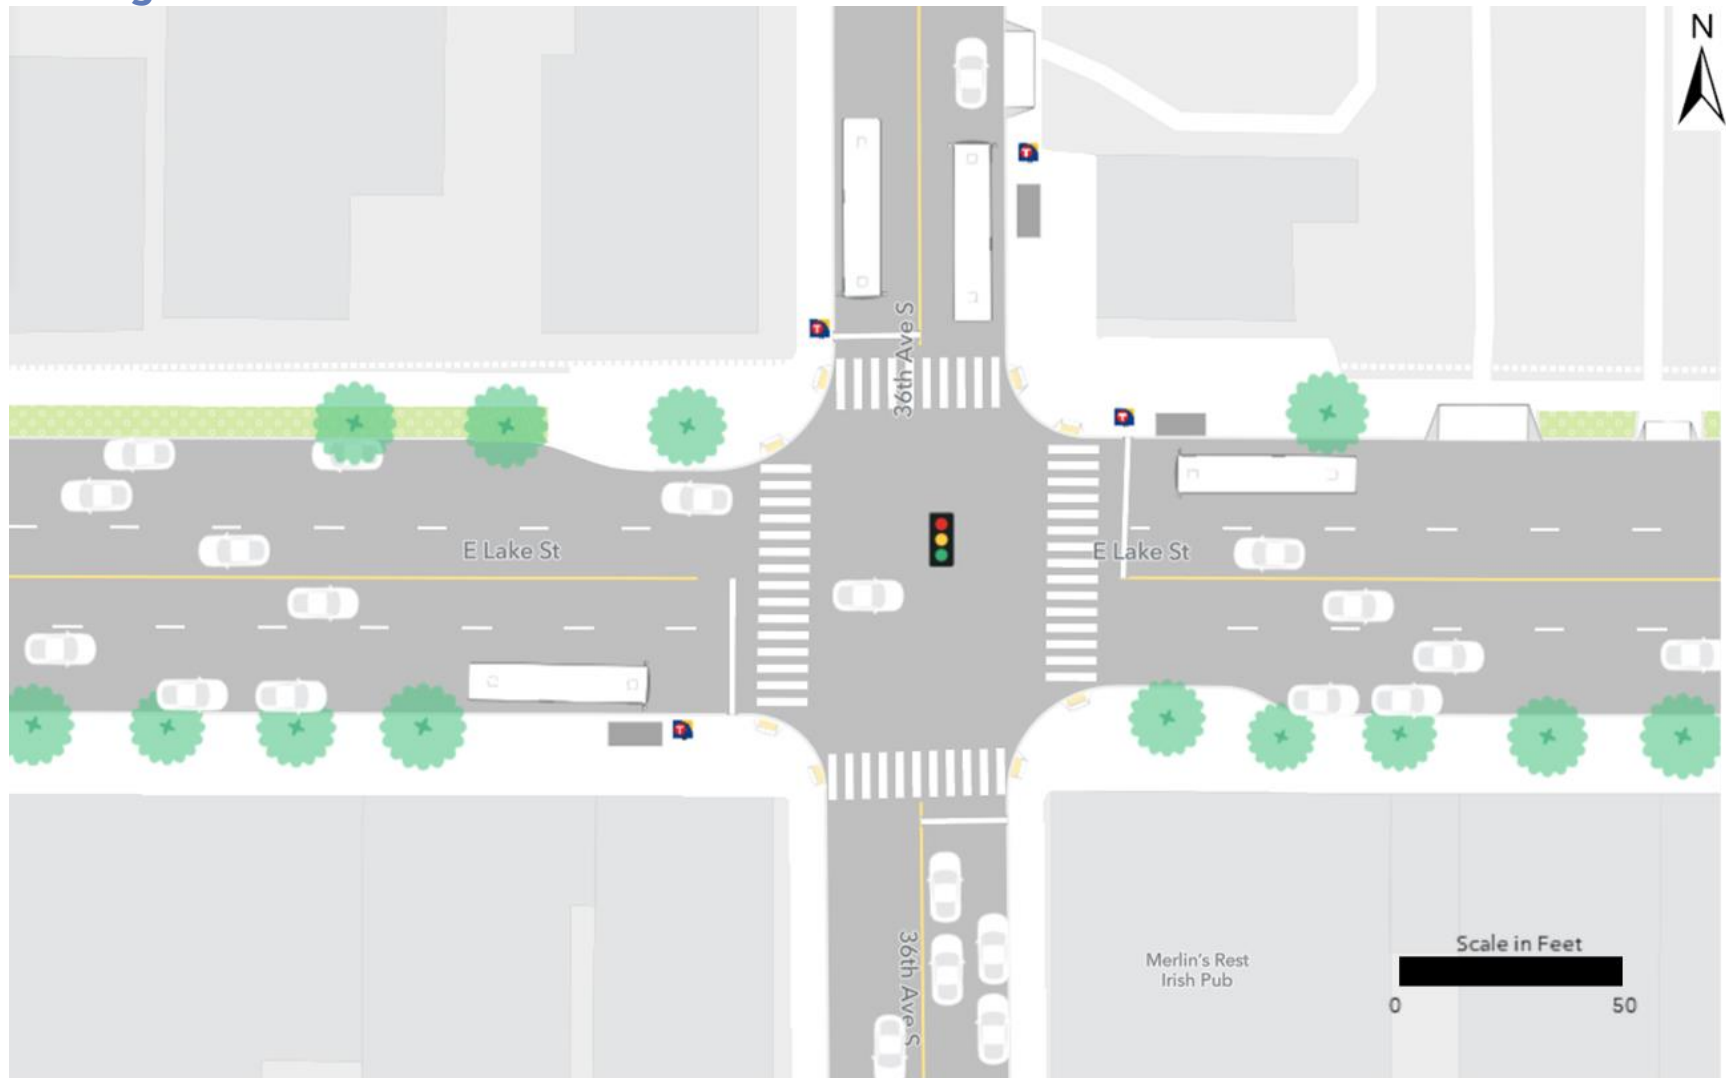 N
36th Ave S
E Lake St
E Lake St
36th Ave S
Merlin's Rest
Irish Pub
Scale in Feet
0
50
T
T
T
T